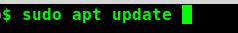 $ sudo apt update